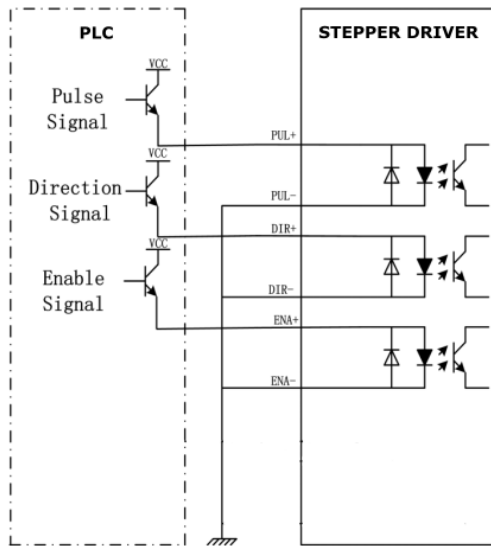 PLC
STEPPER DRIVER
VCC
Pulse
Signal
PUL+
VCC
Direction
Signal
PUL-
DIR+
VCC
Enable
Signal
DIR-
ENA+
ENA-